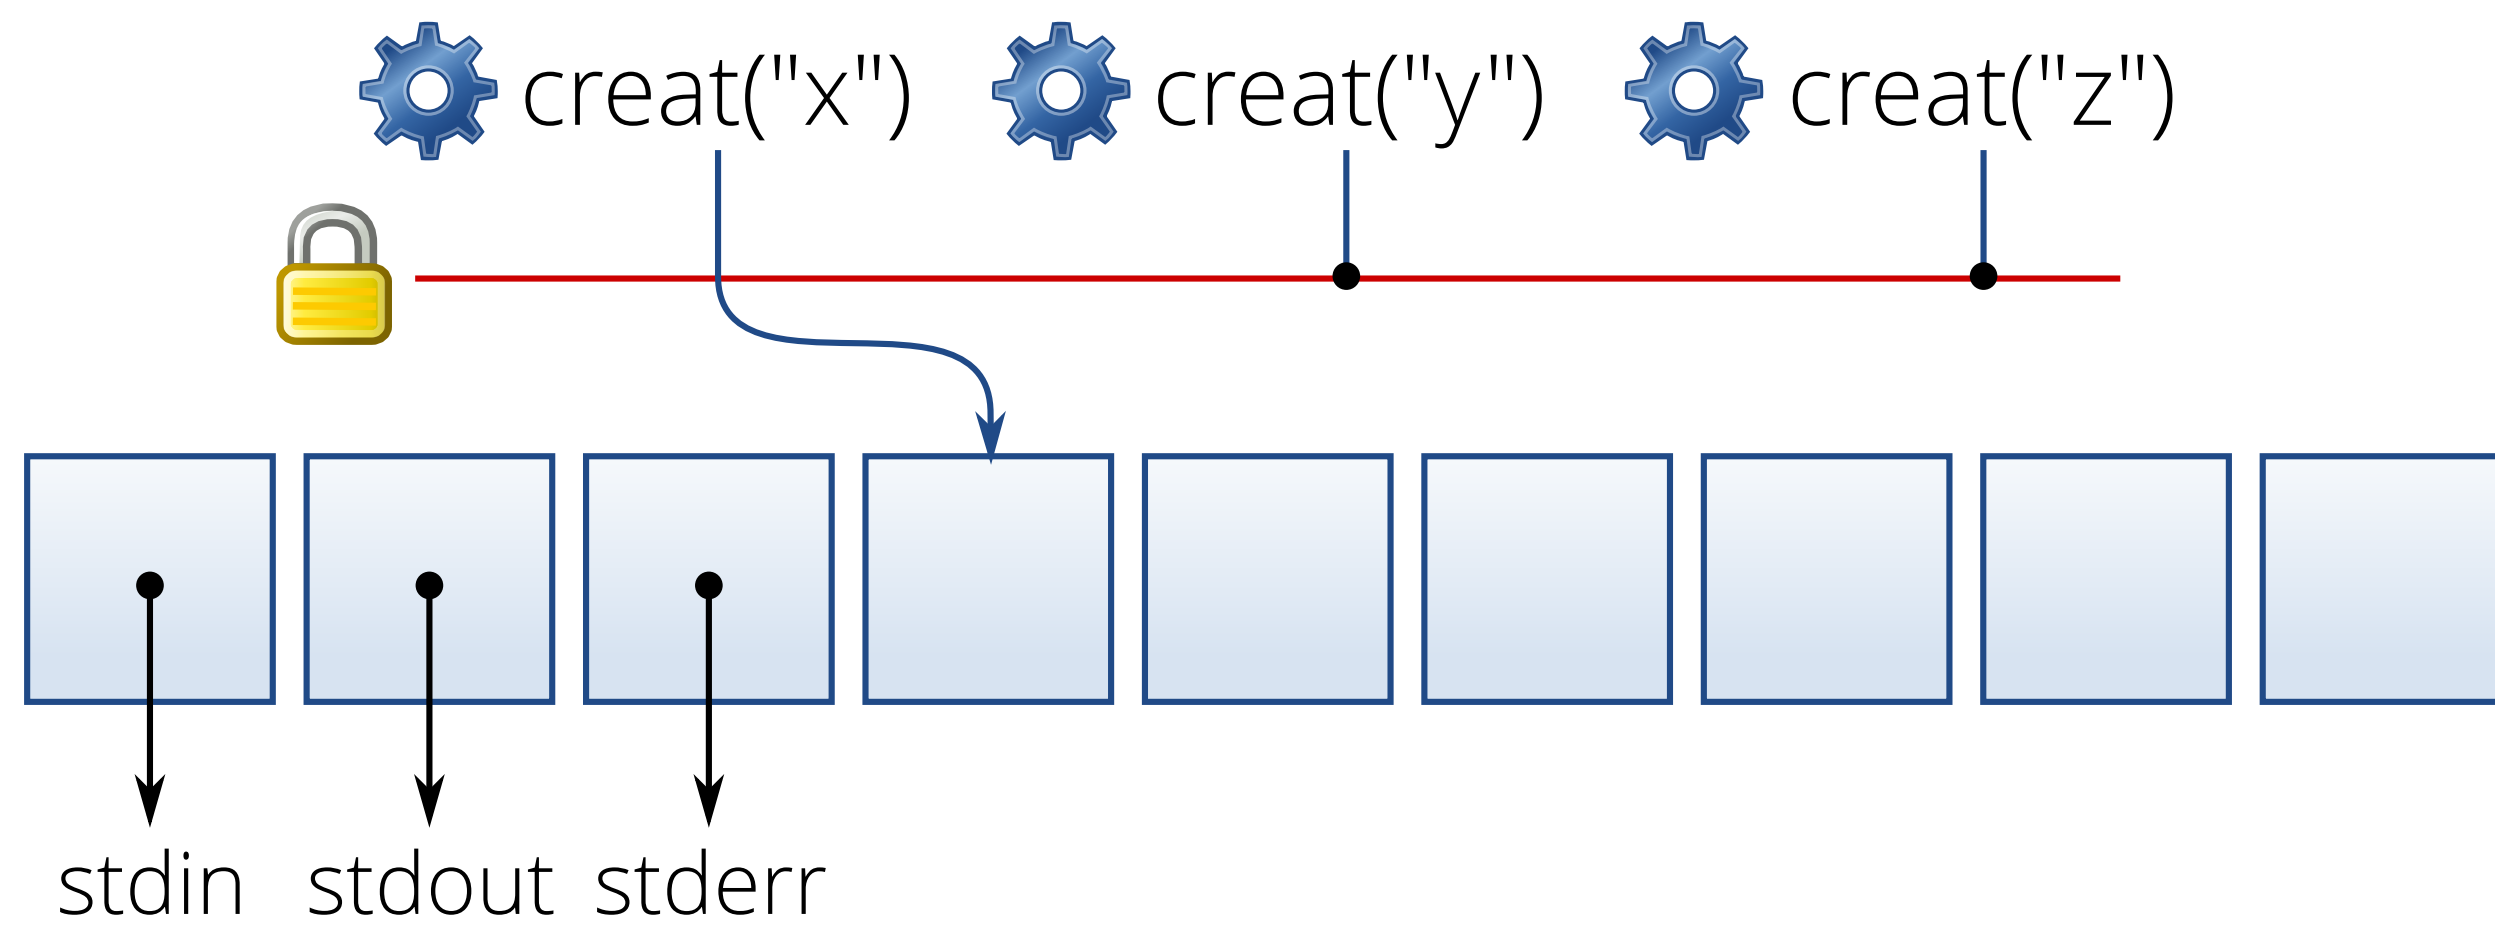 creat("x") creat("y") creat("z")
stdin stdout stderr